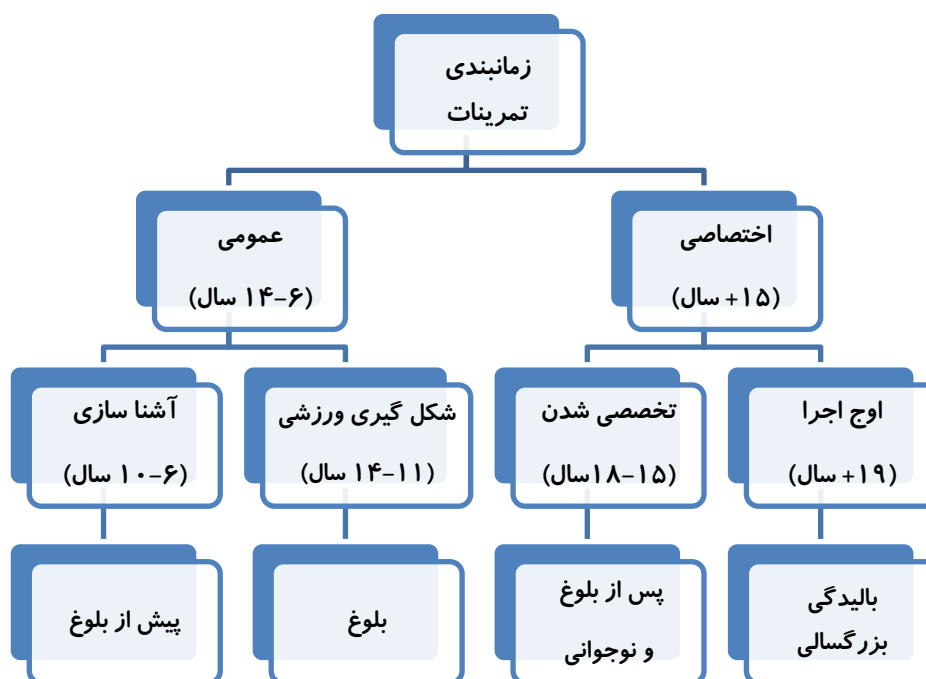 زمانبندی
تمرینات
اختصاصی
(۱۵+ سال)
عمومی
(۶-۱۴ سال)
اوج اجرا
(۱۹+ سال)
تخصصی شدن
(۱۵-۱۸سال)
شکل گیری ورزشی
(۱۱-۱۴ سال)
آشنا سازی
(۶-۱۰ سال)
بالیدگی
بزرگسالی
پس از بلوغ
و نوجوانی
بلوغ
پیش از بلوغ